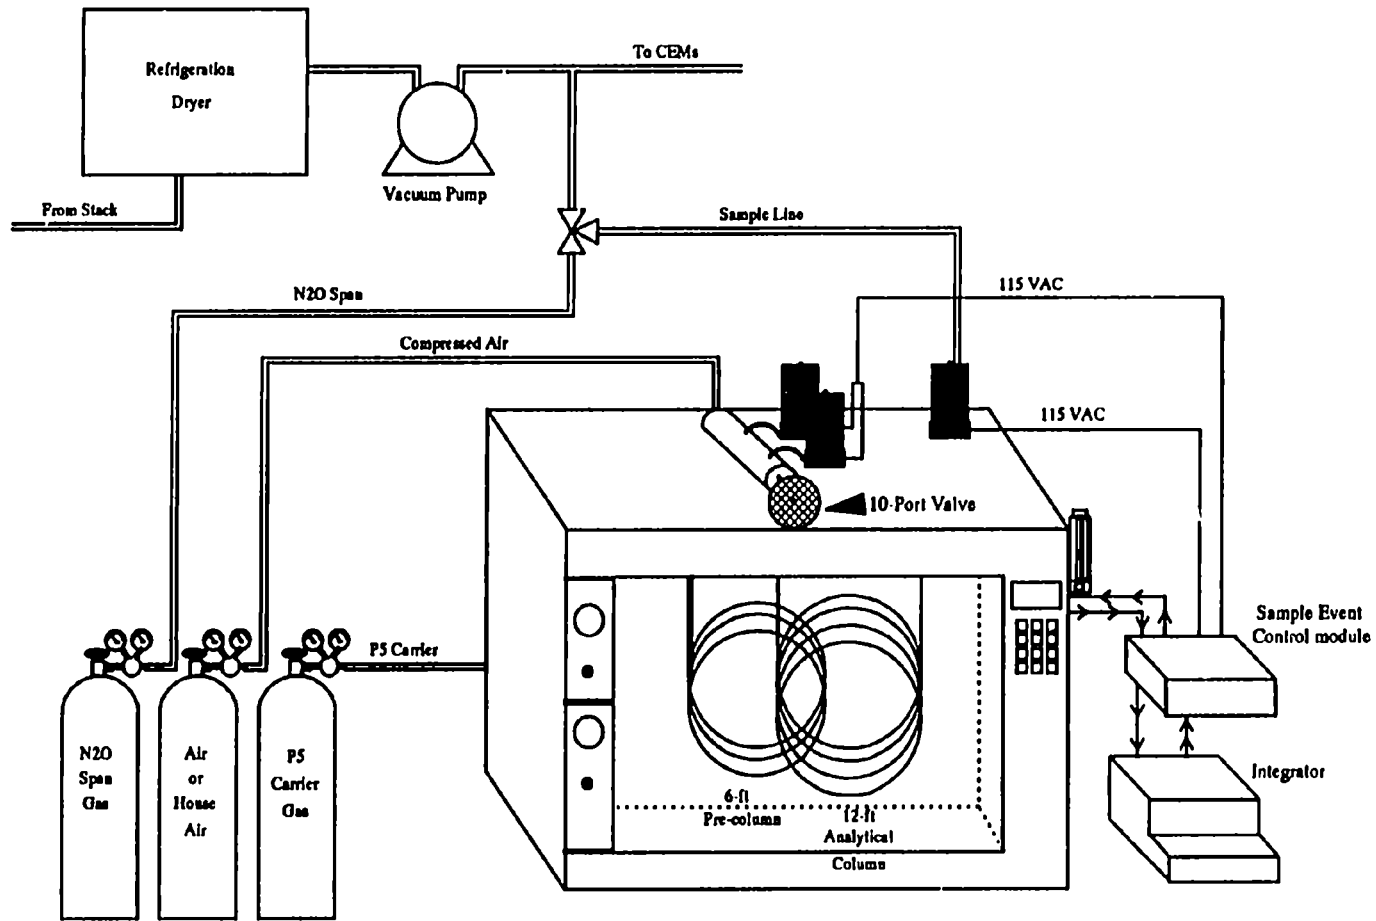 To CEMs
Refrigeration
Dryer
Vacuum Pump
From Stack
Sample Line
N2O Span
115 VAC
Compressed Air
115 VAC
10-Port Valve
Sample Event
Control module
P5 Carrier
N2O
Span
Gas
Air
or
House
Air
P5
Carrier
Gas
Integrator
6-ft
Pre-column
12-ft
Analytical
Column